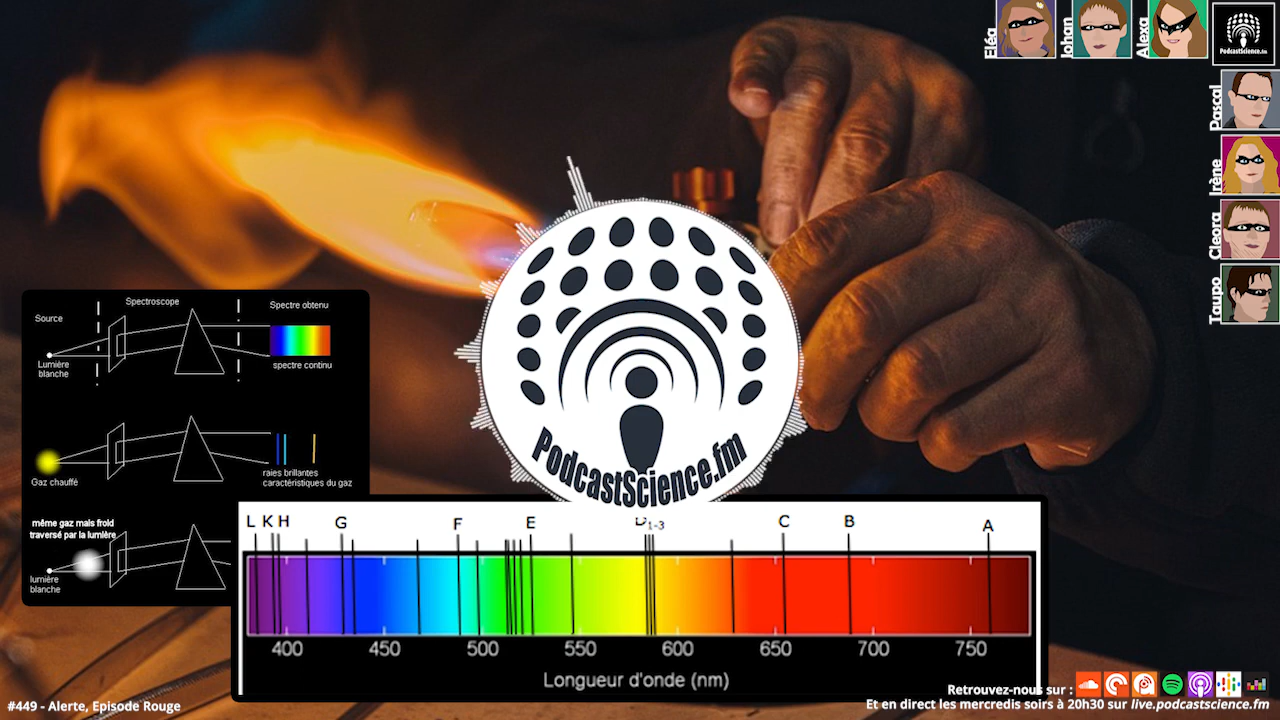 Eléa
Johan
Alexa
PodcastScience.fm
Pascal
Irène
Cleora
Taupo
Spectroscope
Spectre obtenu
Source
Lumière
blanche
spectre continu
Gaz chauffé
raies brillantes
caractéristiques du gaz
même gaz mais froid
traversé par la lumière
lumière
blanche
PodcastScience.fm
L K H G F E D1-3 C B A
400 450 500 550 600 650 700 750
Longueur d'onde (nm)
Retrouvez-nous sur :
#449 - Alerte, Episode Rouge
Et en direct les mercredis soirs à 20h30 sur live.podcastscience.fm